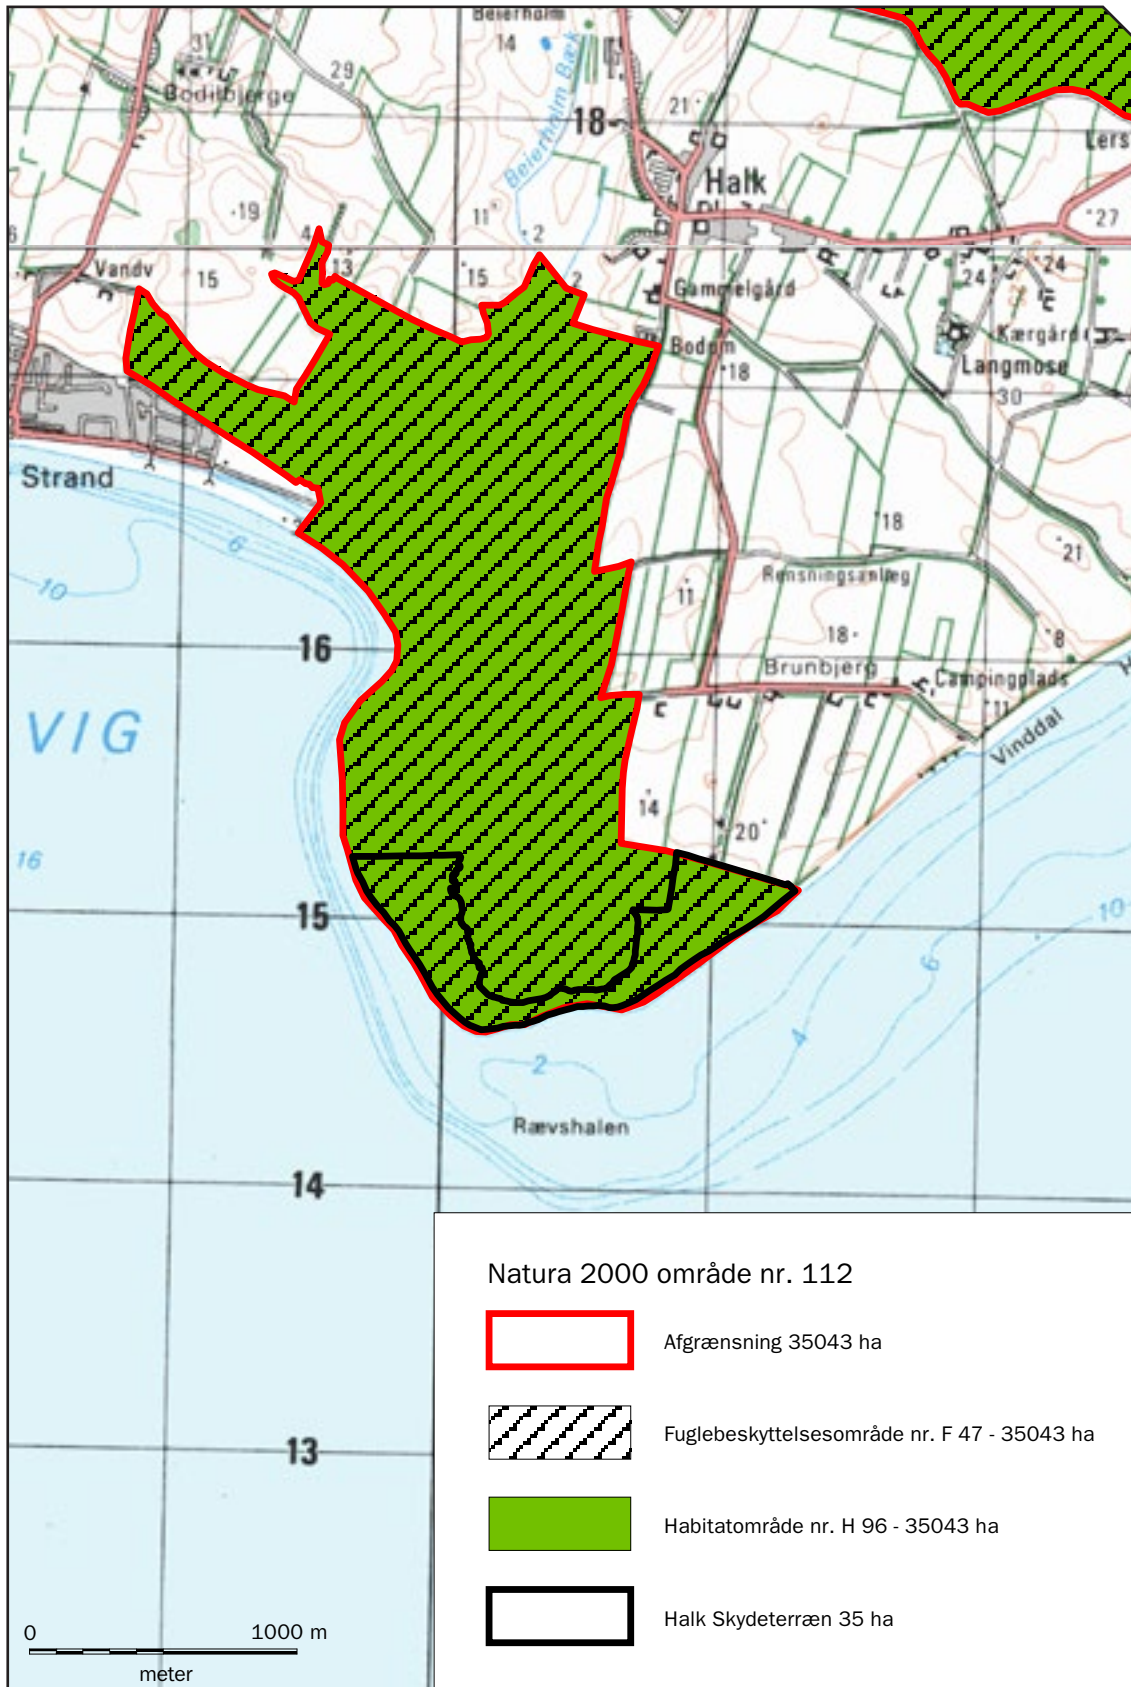 Beierholm
31
14
29
Bodilbjerge
Beierholm Bæk
18
21
Lers
Halk
19
11
2
27
6
4
Vandv
15
13
15
2
24
24
Gammelgård
Kærgård
Bodum
18
Langmose
30
Strand
6
10
18
21
Rensningsanlæg
11
16
18
8
Brunbjerg
Campingplads
11
H
VIG
Vinddal
14
20
16
15
10
6
4
2
Rævshalen
14
13
Natura 2000 område nr. 112
Afgrænsning 35043 ha
Fuglebeskyttelsesområde nr. F 47 - 35043 ha
Habitatområde nr. H 96 - 35043 ha
Halk Skydeterræn 35 ha
0 1000 m
meter